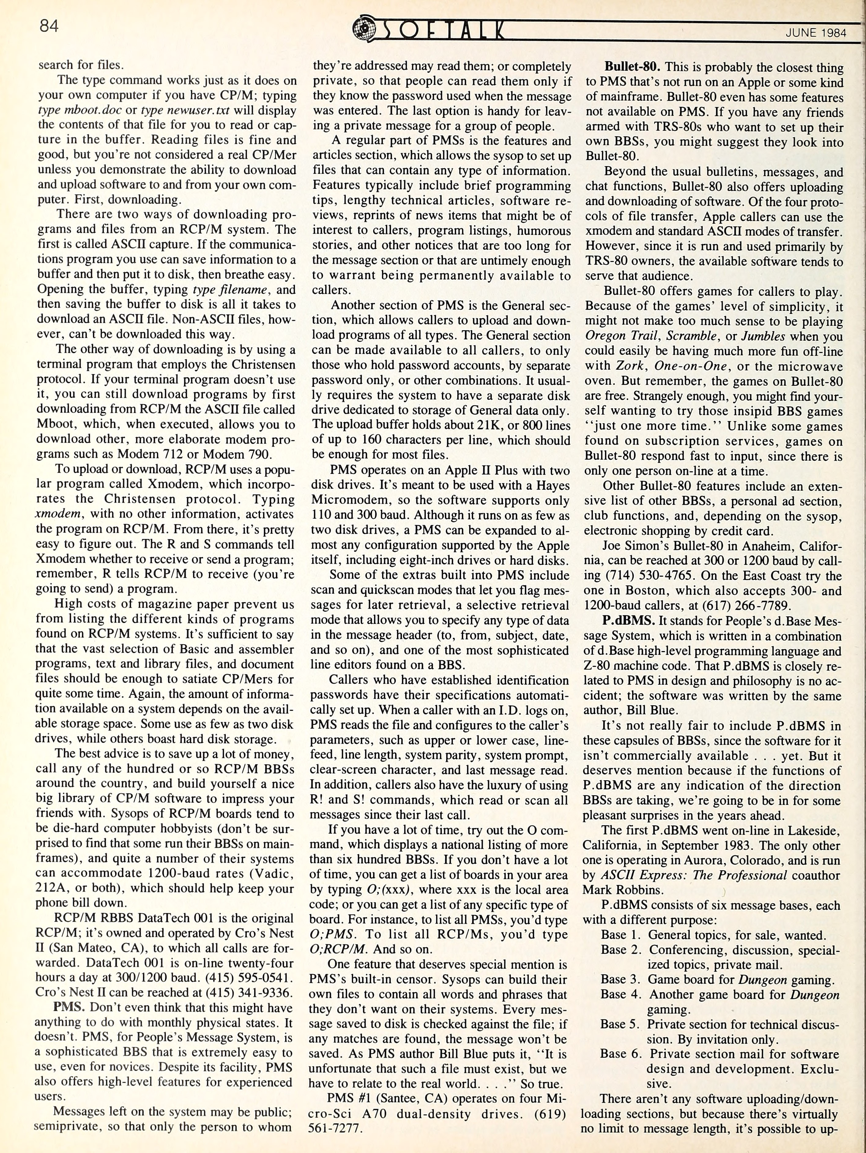 84
SOFTALK
JUNE 1984
search for files.
The type command works just as it does on
your own computer if you have CP/M; typing
type mboot.doc or type newuser.txt will display
the contents of that file for you to read or cap-
ture in the buffer. Reading files is fine and
good, but you're not considered a real CP/Mer
unless you demonstrate the ability to download
and upload software to and from your own com-
puter. First, downloading.
There are two ways of downloading pro-
grams and files from an RCP/M system. The
first is called ASCII capture. If the communica-
tions program you use can save information to a
buffer and then put it to disk, then breathe easy.
Opening the buffer, typing type filename, and
then saving the buffer to disk is all it takes to
download an ASCII file. Non-ASCII files, how-
ever, can't be downloaded this way.
The other way of downloading is by using a
terminal program that employs the Christensen
protocol. If your terminal program doesn't use
it, you can still download programs by first
downloading from RCP/M the ASCII file called
Mboot, which, when executed, allows you to
download other, more elaborate modem pro-
grams such as Modem 712 or Modem 790.
To upload or download, RCP/M uses a popu-
lar program called Xmodem, which incorpo-
rates the Christensen protocol. Typing
xmodem, with no other information, activates
the program on RCP/M. From there, it's pretty
easy to figure out. The R and S commands tell
Xmodem whether to receive or send a program;
remember, R tells RCP/M to receive (you're
going to send) a program.
High costs of magazine paper prevent us
from listing the different kinds of programs
found on RCP/M systems. It's sufficient to say
that the vast selection of Basic and assembler
programs, text and library files, and document
files should be enough to satiate CP/Mers for
quite some time. Again, the amount of informa-
tion available on a system depends on the avail-
able storage space. Some use as few as two disk
drives, while others boast hard disk storage.
The best advice is to save up a lot of money,
call any of the hundred or so RCP/M BBSs
around the country, and build yourself a nice
big library of CP/M software to impress your
friends with. Sysops of RCP/M boards tend to
be die-hard computer hobbyists (don't be sur-
prised to find that some run their BBSs on main-
frames), and quite a number of their systems
can accommodate 1200-baud rates (Vadic,
212A, or both), which should help keep your
phone bill down.
RCP/M RBBS DataTech 001 is the original
RCP/M; it's owned and operated by Cro's Nest
II (San Mateo, CA), to which all calls are for-
warded. DataTech 001 is on-line twenty-four
hours a day at 300/1200 baud. (415) 595-0541.
Cro's Nest II can be reached at (415) 341-9336.
PMS. Don't even think that this might have
anything to do with monthly physical states. It
doesn't. PMS, for People's Message System, is
a sophisticated BBS that is extremely easy to
use, even for novices. Despite its facility, PMS
also offers high-level features for experienced
users.
Messages left on the system may be public;
semiprivate, so that only the person to whom
they're addressed may read them; or completely
private, so that people can read them only if
they know the password used when the message
was entered. The last option is handy for leav-
ing a private message for a group of people.
A regular part of PMSs is the features and
articles section, which allows the sysop to set up
files that can contain any type of information.
Features typically include brief programming
tips, lengthy technical articles, software re-
views, reprints of news items that might be of
interest to callers, program listings, humorous
stories, and other notices that are too long for
the message section or that are untimely enough
to warrant being permanently available to
callers.
Another section of PMS is the General sec-
tion, which allows callers to upload and down-
load programs of all types. The General section
can be made available to all callers, to only
those who hold password accounts, by separate
password only, or other combinations. It usual-
ly requires the system to have a separate disk
drive dedicated to storage of General data only.
The upload buffer holds about 21K, or 800 lines
of up to 160 characters per line, which should
be enough for most files.
PMS operates on an Apple II Plus with two
disk drives. It's meant to be used with a Hayes
Micromodem, so the software supports only
110 and 300 baud. Although it runs on as few as
two disk drives, a PMS can be expanded to al-
most any configuration supported by the Apple
itself, including eight-inch drives or hard disks.
Some of the extras built into PMS include
scan and quickscan modes that let you flag mes-
sages for later retrieval, a selective retrieval
mode that allows you to specify any type of data
in the message header (to, from, subject, date,
and so on), and one of the most sophisticated
line editors found on a BBS.
Callers who have established identification
passwords have their specifications automati-
cally set up. When a caller with an I.D. logs on,
PMS reads the file and configures to the caller's
parameters, such as upper or lower case, line-
feed, line length, system parity, system prompt,
clear-screen character, and last message read.
In addition, callers also have the luxury of using
R! and S! commands, which read or scan all
messages since their last call.
If you have a lot of time, try out the O com-
mand, which displays a national listing of more
than six hundred BBSs. If you don't have a lot
of time, you can get a list of boards in your area
by typing O;(xxx), where xxx is the local area
code; or you can get a list of any specific type of
board. For instance, to list all PMSs, you'd type
O;PMS. To list all RCP/Ms, you'd type
O;RCP/M. And so on.
One feature that deserves special mention is
PMS's built-in censor. Sysops can build their
own files to contain all words and phrases that
they don't want on their systems. Every mes-
sage saved to disk is checked against the file; if
any matches are found, the message won't be
saved. As PMS author Bill Blue puts it, "It is
unfortunate that such a file must exist, but we
have to relate to the real world. . . ." So true.
PMS #1 (Santee, CA) operates on four Mi-
cro-Sci A70 dual-density drives. (619)
561-7277.
Bullet-80. This is probably the closest thing
to PMS that's not run on an Apple or some kind
of mainframe. Bullet-80 even has some features
not available on PMS. If you have any friends
armed with TRS-80s who want to set up their
own BBSs, you might suggest they look into
Bullet-80.
Beyond the usual bulletins, messages, and
chat functions, Bullet-80 also offers uploading
and downloading of software. Of the four proto-
cols of file transfer, Apple callers can use the
xmodem and standard ASCII modes of transfer.
However, since it is run and used primarily by
TRS-80 owners, the available software tends to
serve that audience.
Bullet-80 offers games for callers to play.
Because of the games' level of simplicity, it
might not make too much sense to be playing
Oregon Trail, Scramble, or Jumbles when you
could easily be having much more fun off-line
with Zork, One-on-One, or the microwave
oven. But remember, the games on Bullet-80
are free. Strangely enough, you might find your-
self wanting to try those insipid BBS games
"just one more time." Unlike some games
found on subscription services, games on
Bullet-80 respond fast to input, since there is
only one person on-line at a time.
Other Bullet-80 features include an exten-
sive list of other BBSs, a personal ad section,
club functions, and, depending on the sysop,
electronic shopping by credit card.
Joe Simon's Bullet-80 in Anaheim, Califor-
nia, can be reached at 300 or 1200 baud by call-
ing (714) 530-4765. On the East Coast try the
one in Boston, which also accepts 300- and
1200-baud callers, at (617) 266-7789.
P.dBMS. It stands for People's d.Base Mes-
sage System, which is written in a combination
of d.Base high-level programming language and
Z-80 machine code. That P.dBMS is closely re-
lated to PMS in design and philosophy is no ac-
cident; the software was written by the same
author, Bill Blue.
It's not really fair to include P.dBMS in
these capsules of BBSs, since the software for it
isn't commercially available . . . yet. But it
deserves mention because if the functions of
P.dBMS are any indication of the direction
BBSs are taking, we're going to be in for some
pleasant surprises in the years ahead.
The first P.dBMS went on-line in Lakeside,
California, in September 1983. The only other
one is operating in Aurora, Colorado, and is run
by ASCII Express: The Professional coauthor
Mark Robbins.
P.dBMS consists of six message bases, each
with a different purpose:
Base 1. General topics, for sale, wanted.
Base 2. Conferencing, discussion, special-
ized topics, private mail.
Base 3. Game board for Dungeon gaming.
Base 4. Another game board for Dungeon
gaming.
Base 5. Private section for technical discus-
sion. By invitation only.
Base 6. Private section mail for software
design and development. Exclu-
sive.
There aren't any software uploading/down-
loading sections, but because there's virtually
no limit to message length, it's possible to up-